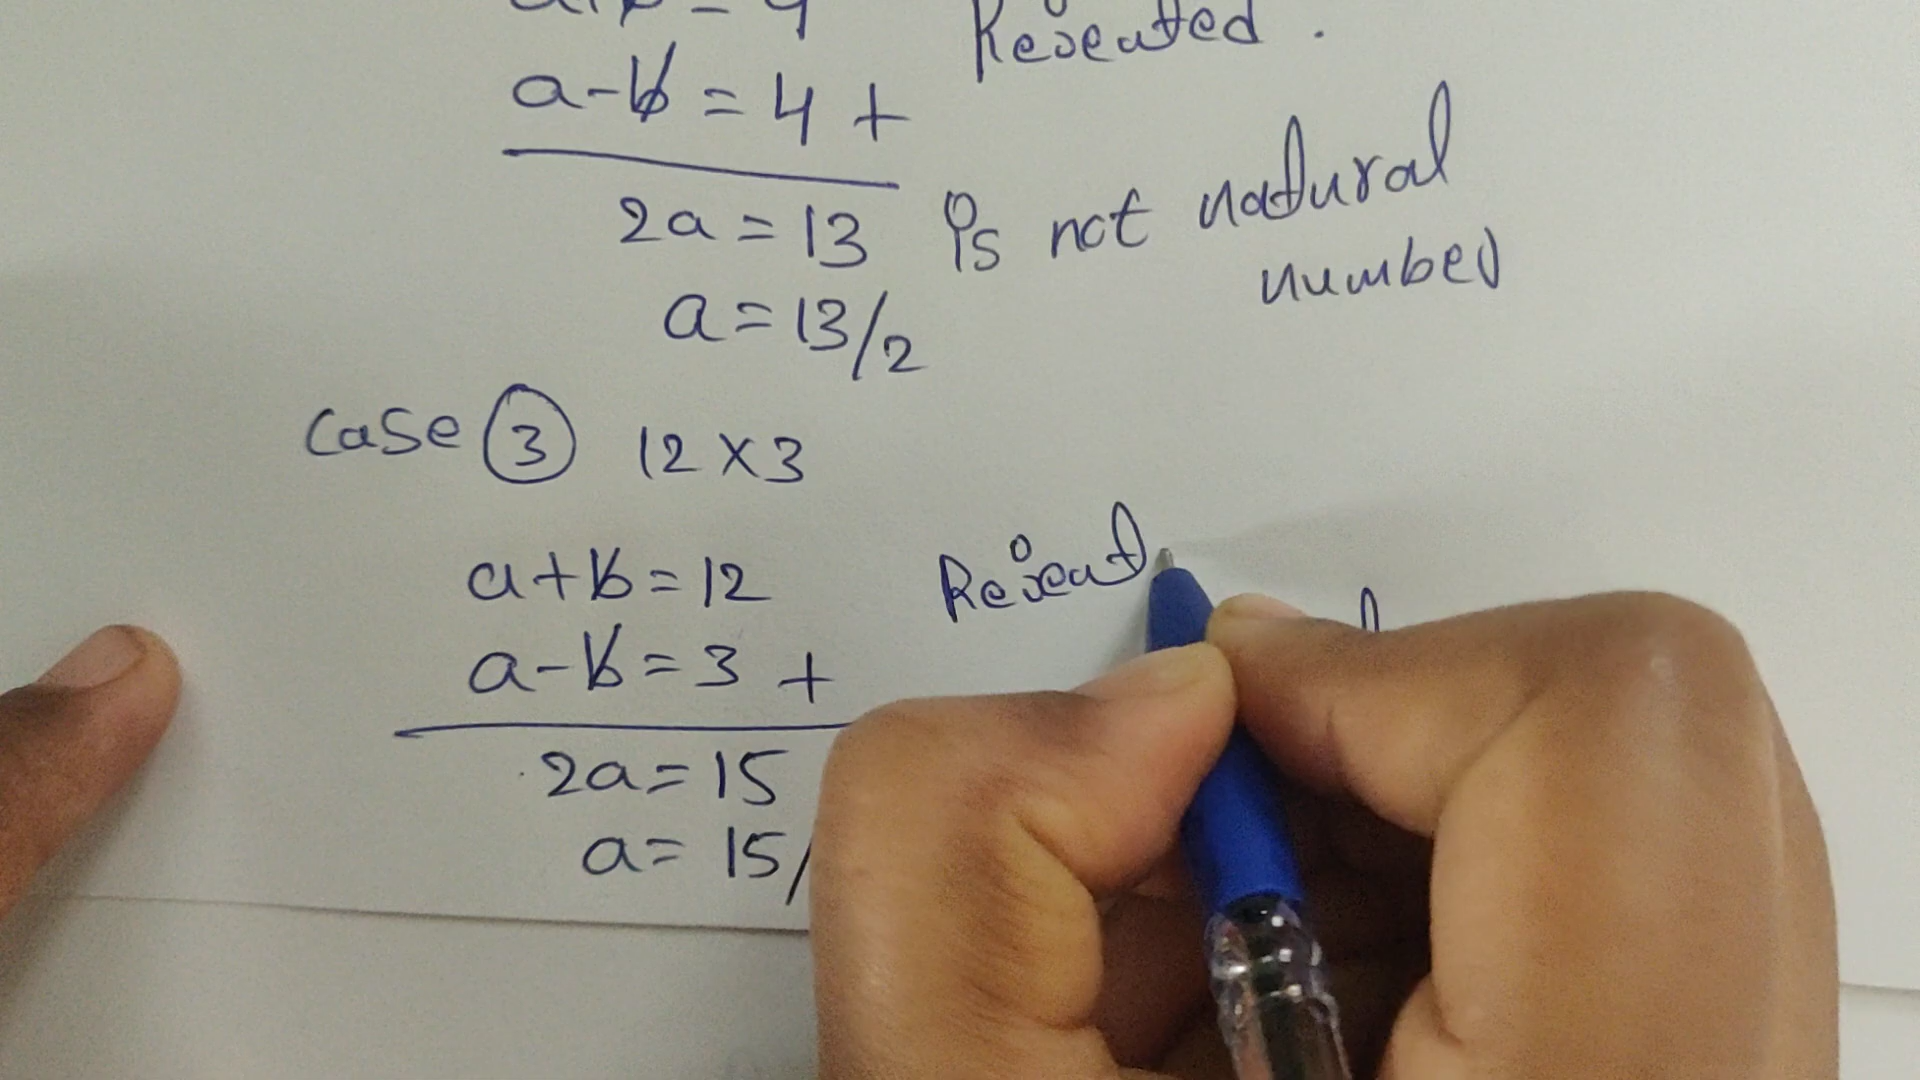 Rejected.
a-b = 4 +
2a = 13 is not natural number
a = 13/2
Case 3 12 x 3
a+b = 12
a-b = 3 +
2a = 15
a = 15/